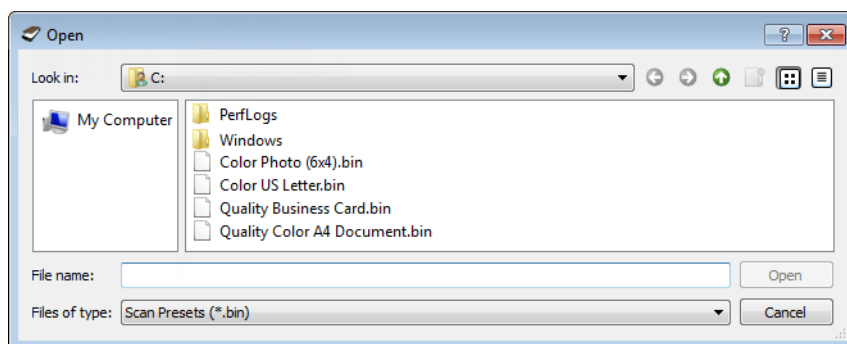 Open
Look in: C:
My Computer
PerfLogs
Windows
Color Photo (6x4).bin
Color US Letter.bin
Quality Business Card.bin
Quality Color A4 Document.bin
File name: Open
Files of type: Scan Presets (*.bin) Cancel